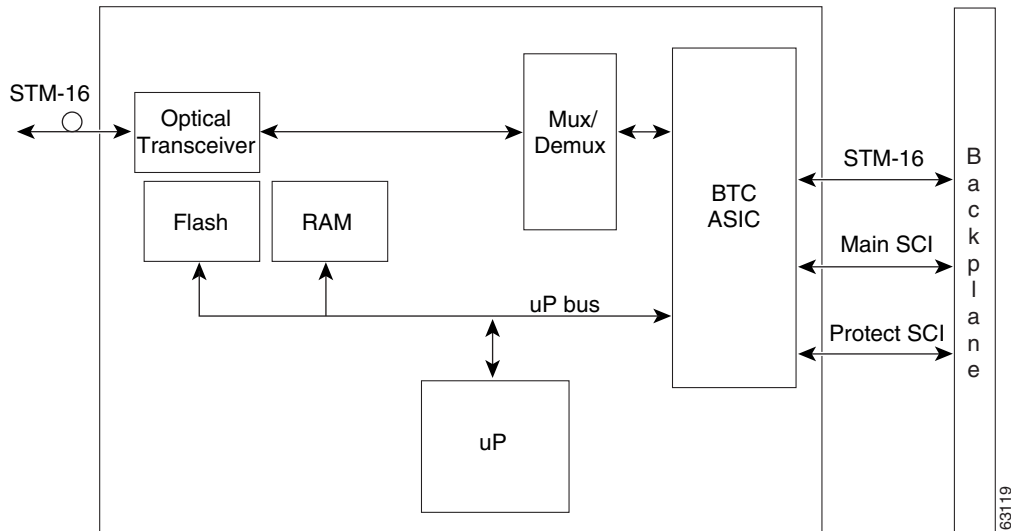 STM-16
Optical
Transceiver
Mux/
Demux
BTC
ASIC
Flash
RAM
uP bus
uP
STM-16
Main SCI
Protect SCI
Backplane
63119